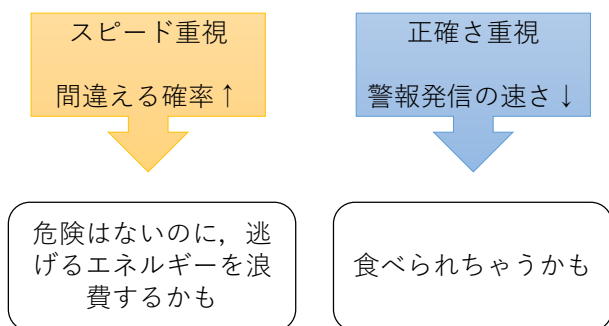 スピード重視
間違える確率↑
正確さ重視
警報発信の速さ↓
危険はないのに，逃
げるエネルギーを浪
費するかも
食べられちゃうかも